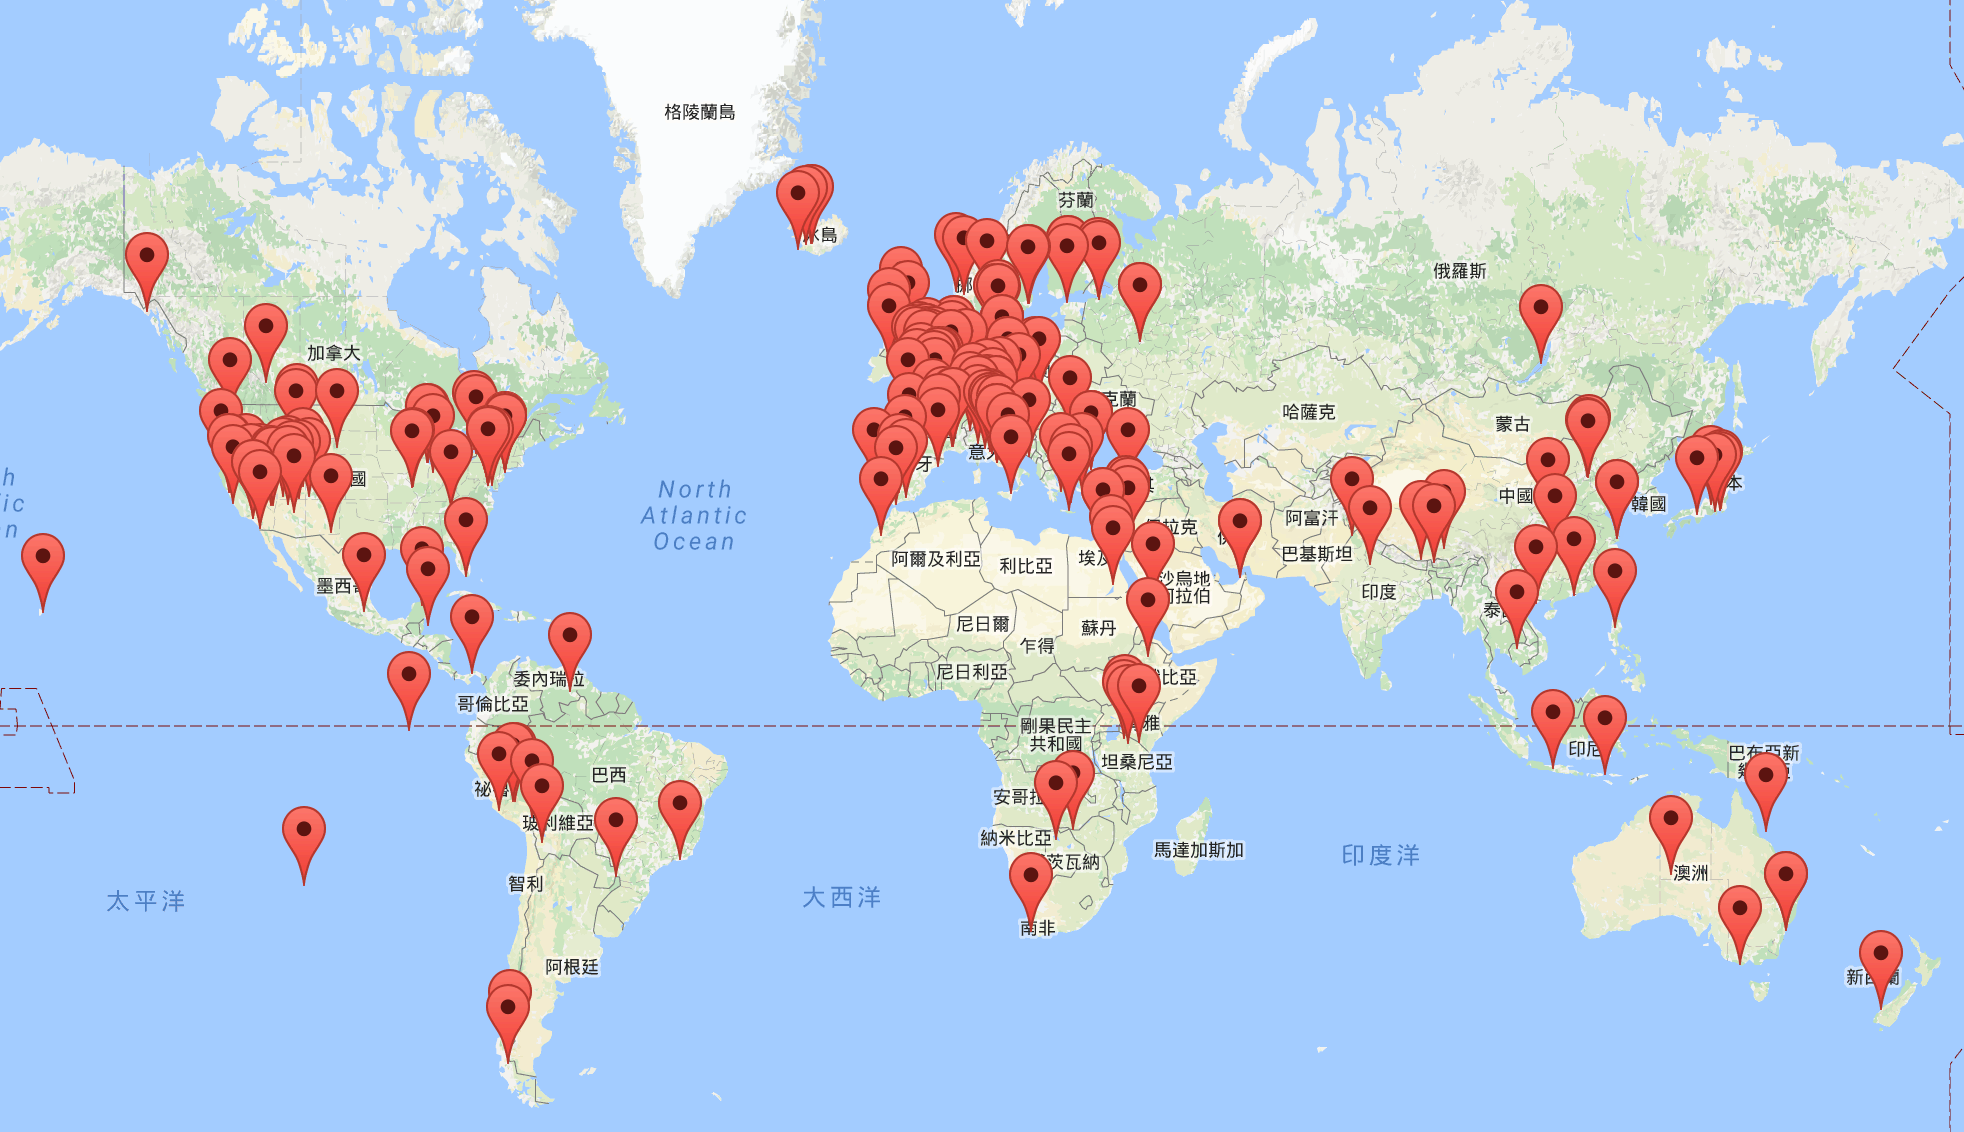 格陵蘭島
芬蘭
冰島
俄羅斯
加拿大
哈薩克
克蘭
蒙古
國
牙
North
Atlantic
Ocean
中國
韓國
本
阿富汗
伊拉克
巴基斯坦
阿爾及利亞
利比亞
埃及
墨西哥
沙烏地
阿拉伯
印度
尼日爾
蘇丹
乍得
尼日利亞
委內瑞拉
比亞
哥倫比亞
剛果民主
共和國
坦桑尼亞
印尼
巴布亞新
幾內亞
巴西
祕魯
安哥拉
玻利維亞
納米比亞
茨瓦納
馬達加斯加
印度洋
智利
澳洲
太平洋
大西洋
南非
阿根廷
新西蘭